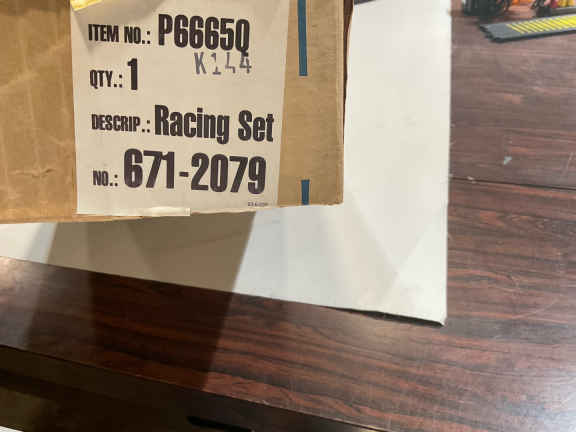 ITEM NO.: P6665Q
K144
QTY.: 1
DESCRIP.: Racing Set
NO.: 671-2079